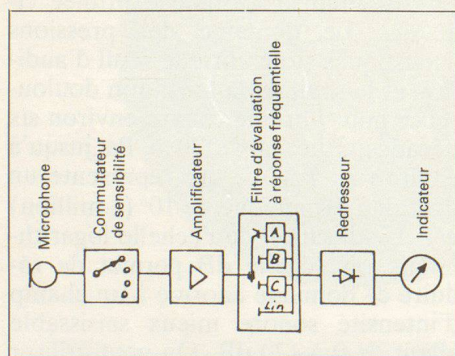 Microphone
Commutateur
de sensibilité
Amplificateur
Filtre d'évaluation
à réponse fréquentielle
A
B
C
Lin
Redresseur
Indicateur